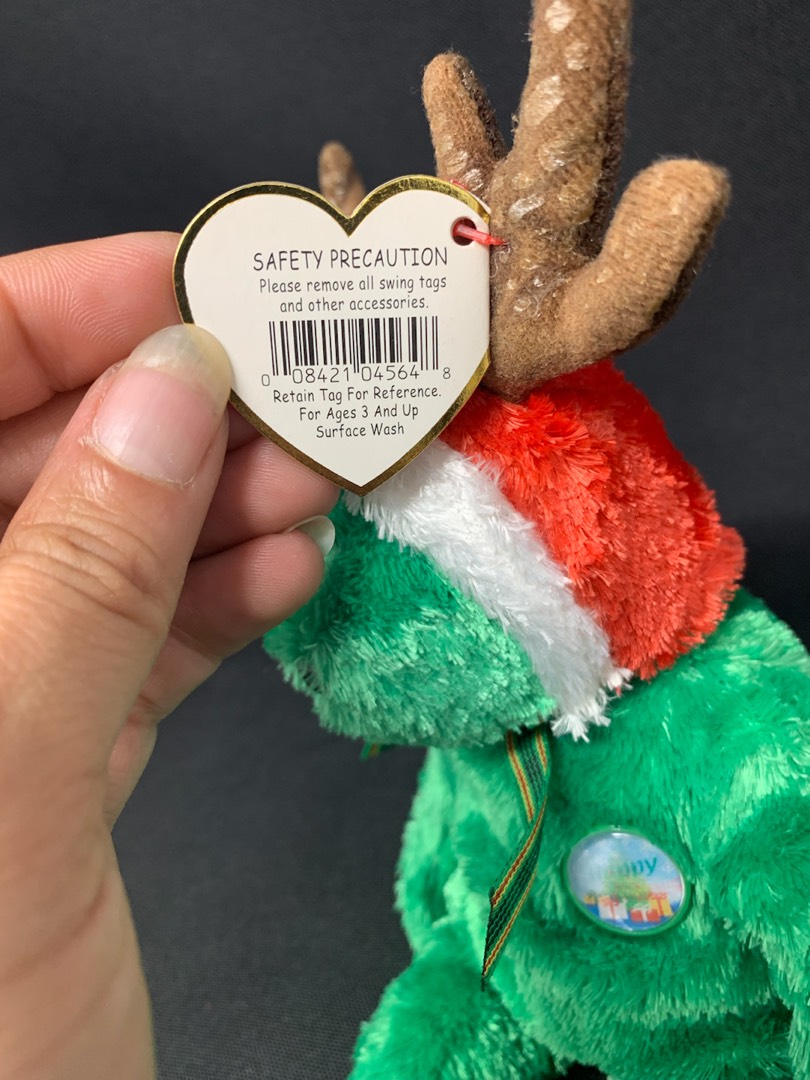 SAFETY PRECAUTION
Please remove all swing tags
and other accessories.
0 08421 04564 8
Retain Tag For Reference.
For Ages 3 And Up
Surface Wash